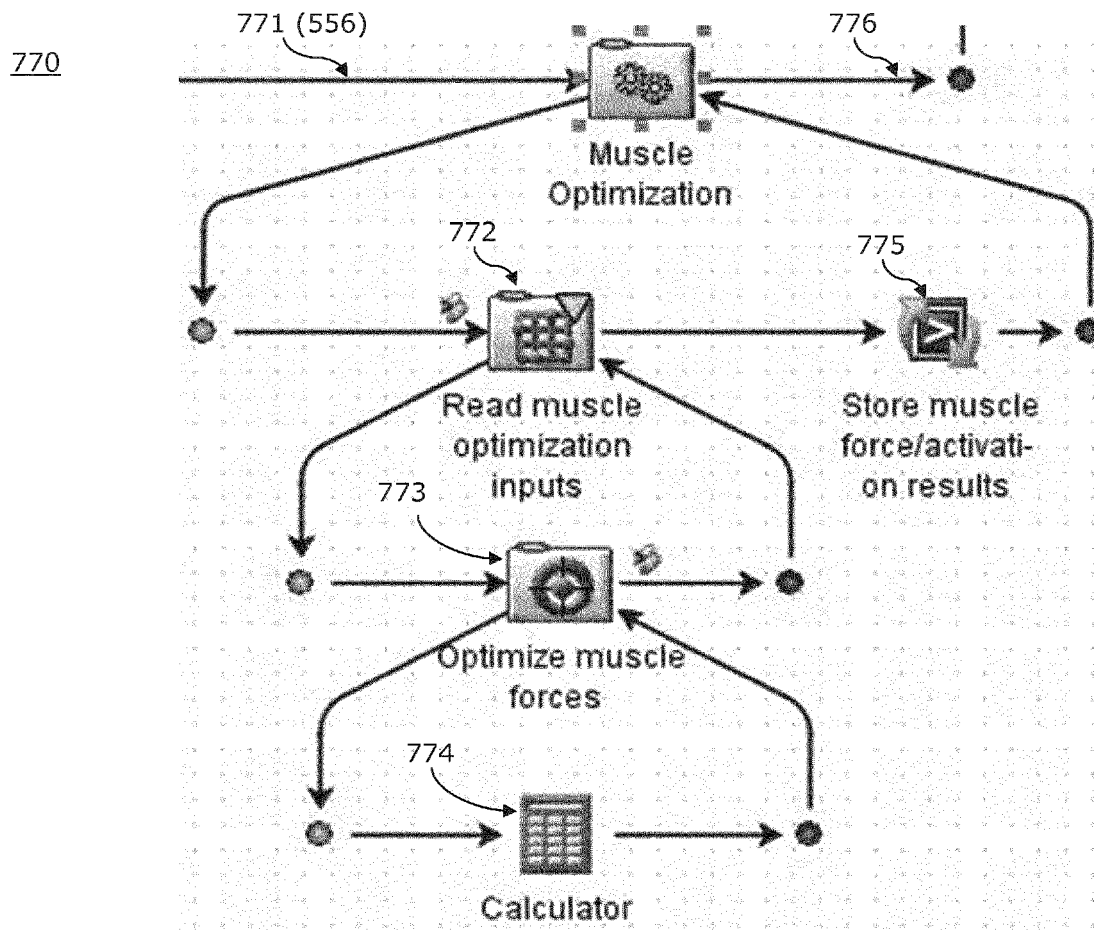 771 (556)
776
770
Muscle
Optimization
772
775
Read muscle
optimization
inputs
Store muscle
force/activati-
on results
773
Optimize muscle
forces
774
Calculator